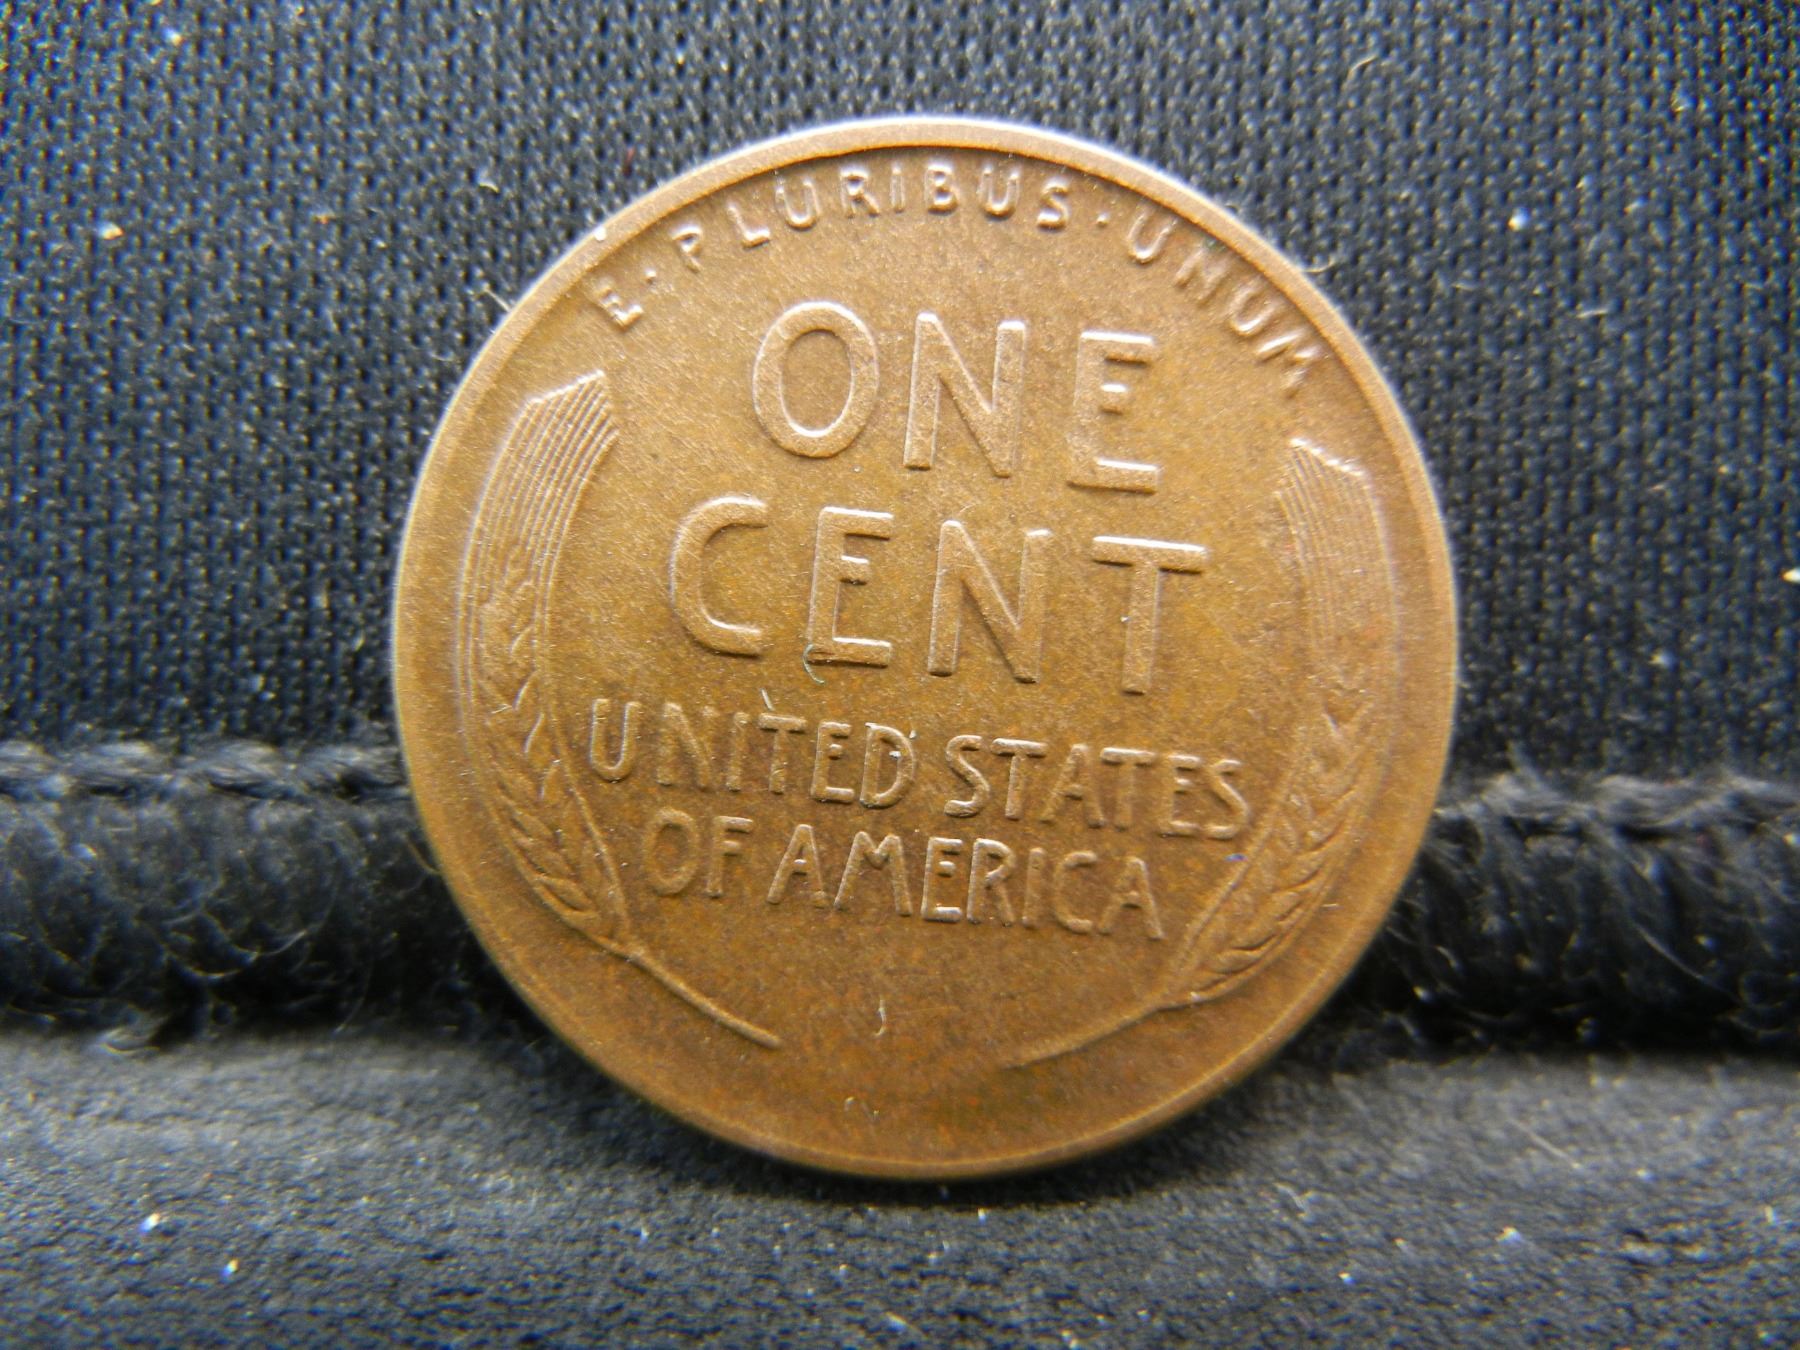 E·PLURIBUS·UNUM
ONE
CENT
UNITED STATES
OF AMERICA